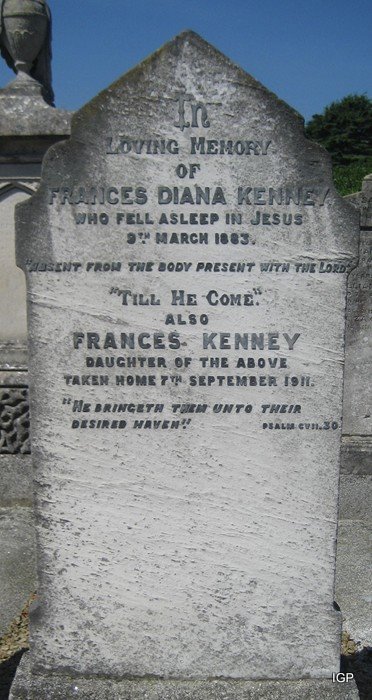 In
Loving Memory
OF
FRANCES DIANA KENNEY
WHO FELL ASLEEP IN JESUS
9TH MARCH 1883.
"ABSENT FROM THE BODY PRESENT WITH THE LORD"
"TILL HE COME."
ALSO
FRANCES KENNEY
DAUGHTER OF THE ABOVE
TAKEN HOME 7TH SEPTEMBER 1911.
"HE BRINGETH THEM UNTO THEIR
DESIRED HAVEN" PSALM CVII.30
IGP